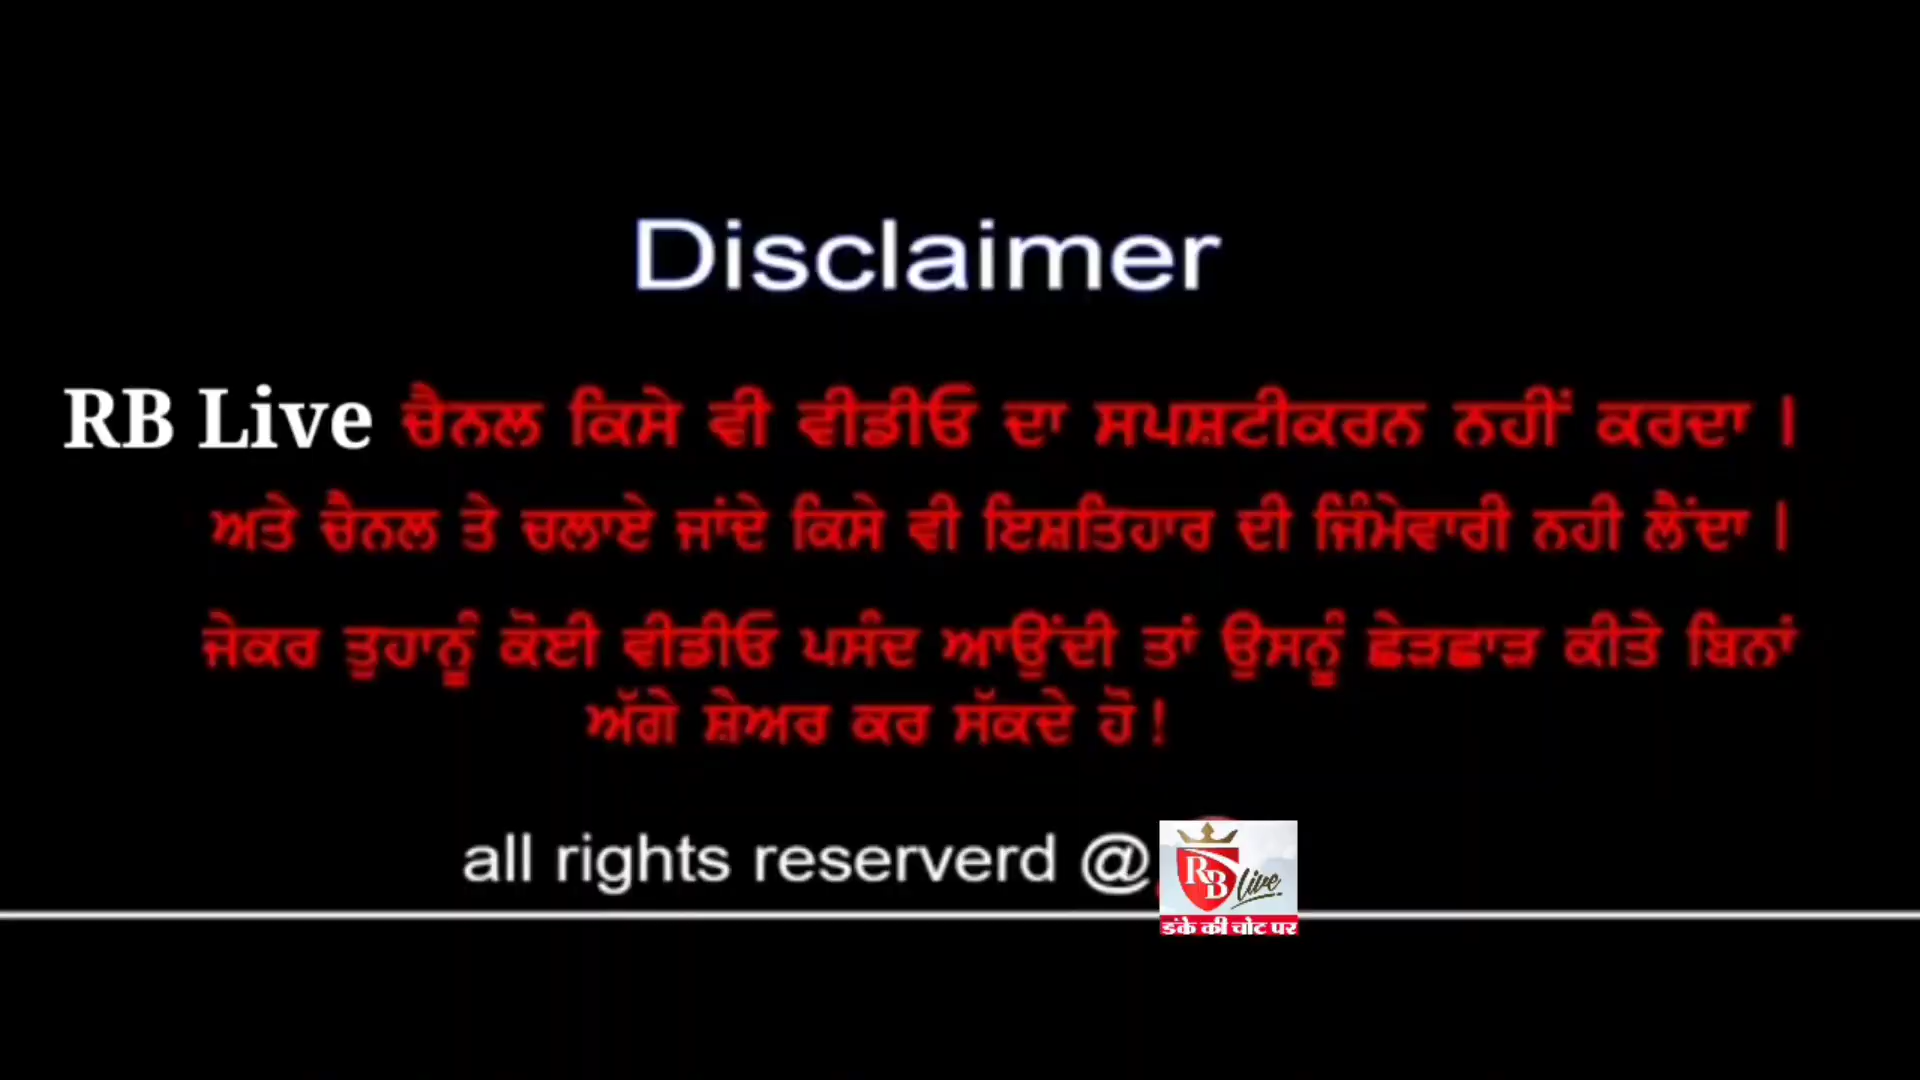 Disclaimer
RB Live ਚੈਨਲ ਕਿਸੇ ਵੀ ਵੀਡੀਓ ਦਾ ਸਪਸ਼ਟੀਕਰਨ ਨਹੀਂ ਕਰਦਾ ।
ਅਤੇ ਚੈਨਲ ਤੇ ਚਲਾਏ ਜਾਂਦੇ ਕਿਸੇ ਵੀ ਇਸ਼ਤਿਹਾਰ ਦੀ ਜਿੰਮੇਵਾਰੀ ਨਹੀ ਲੈਂਦਾ ।
ਜੇਕਰ ਤੁਹਾਨੂੰ ਕੋਈ ਵੀਡੀਓ ਪਸੰਦ ਆਉਂਦੀ ਤਾਂ ਉਸਨੂੰ ਛੇੜਛਾੜ ਕੀਤੇ ਬਿਨਾਂ
ਅੱਗੇ ਸ਼ੇਅਰ ਕਰ ਸੱਕਦੇ ਹੋ !
all rights reserverd @
RB Live
डंके की चोट पर